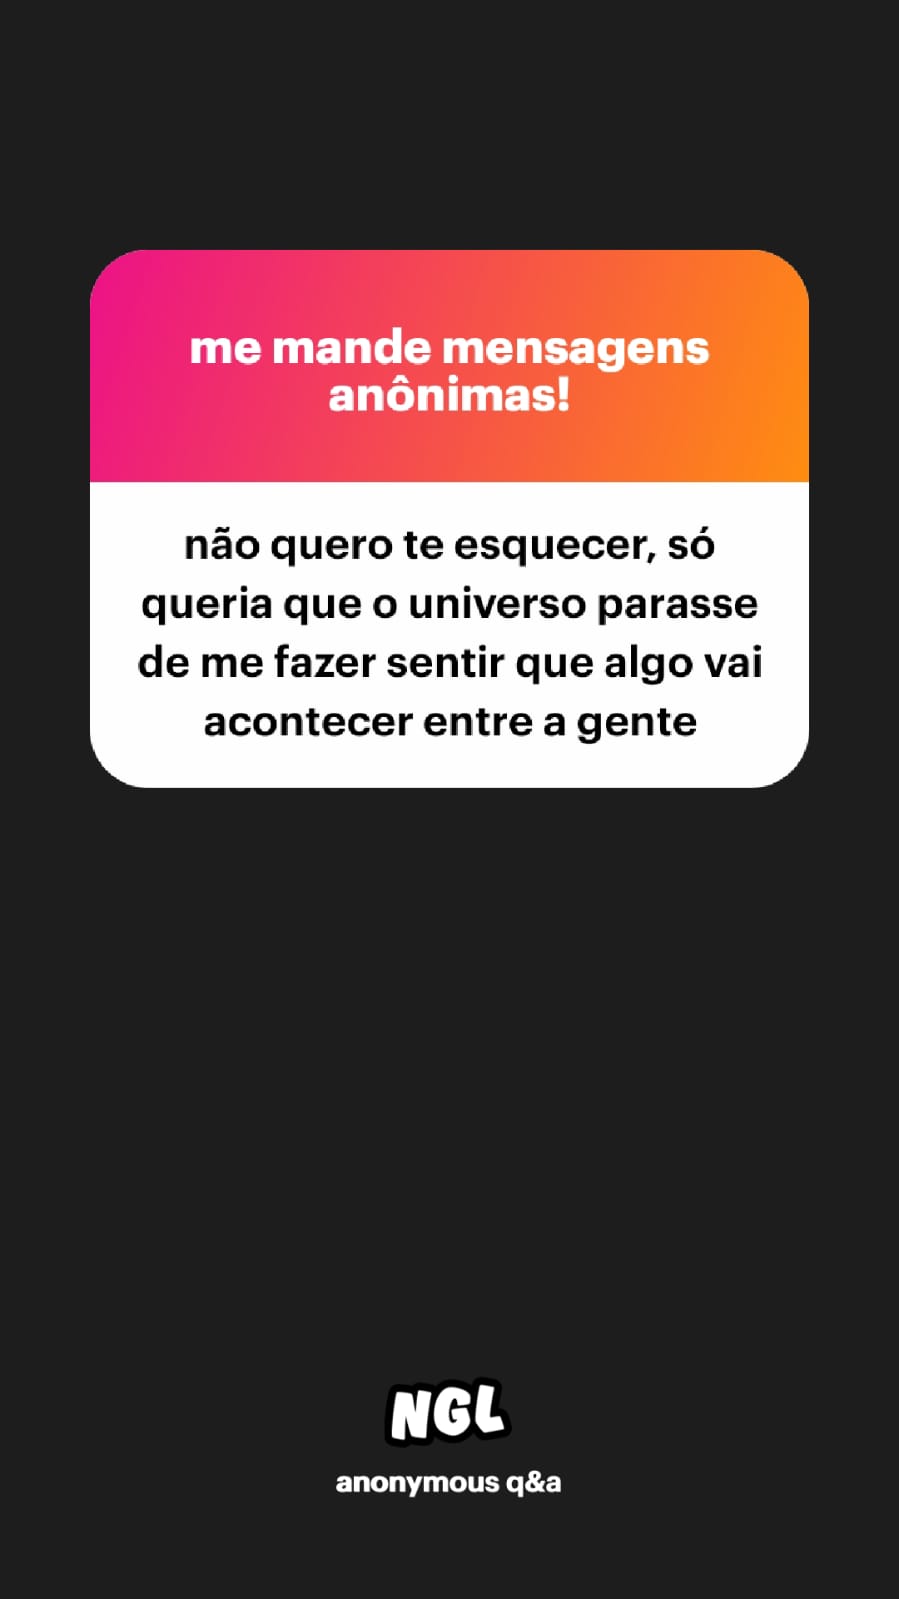 me mande mensagens
anônimas!
não quero te esquecer, só
queria que o universo parasse
de me fazer sentir que algo vai
acontecer entre a gente
NGL
anonymous q&a